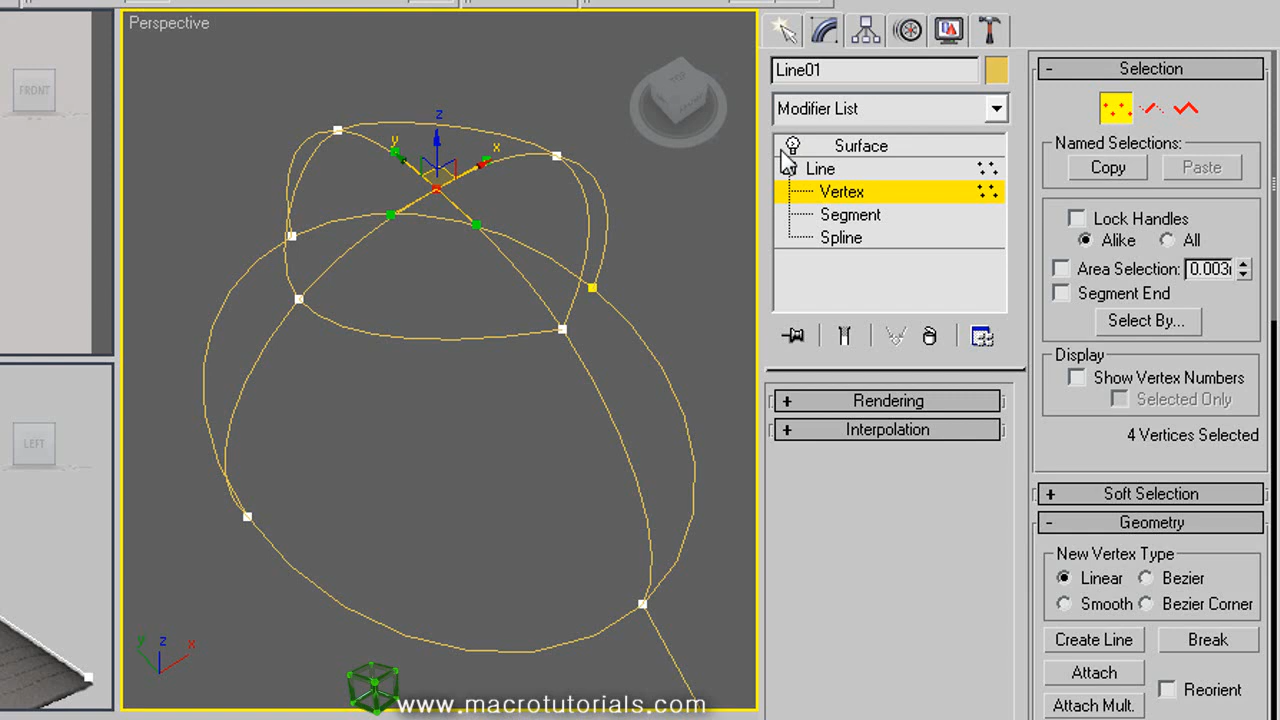 Perspective
FRONT
LEFT
TOP
z
y
x
y
z
x
www.macrotutorials.com
Line01
Modifier List
Surface
Line
Vertex
Segment
Spline
+ Rendering
+ Interpolation
- Selection
Named Selections:
Copy Paste
Lock Handles
Alike All
Area Selection:
Segment End
Select By...
Display
Show Vertex Numbers
Selected Only
4 Vertices Selected
+ Soft Selection
- Geometry
New Vertex Type
Linear Bezier
Smooth Bezier Corner
Create Line Break
Attach
Reorient
Attach Mult.